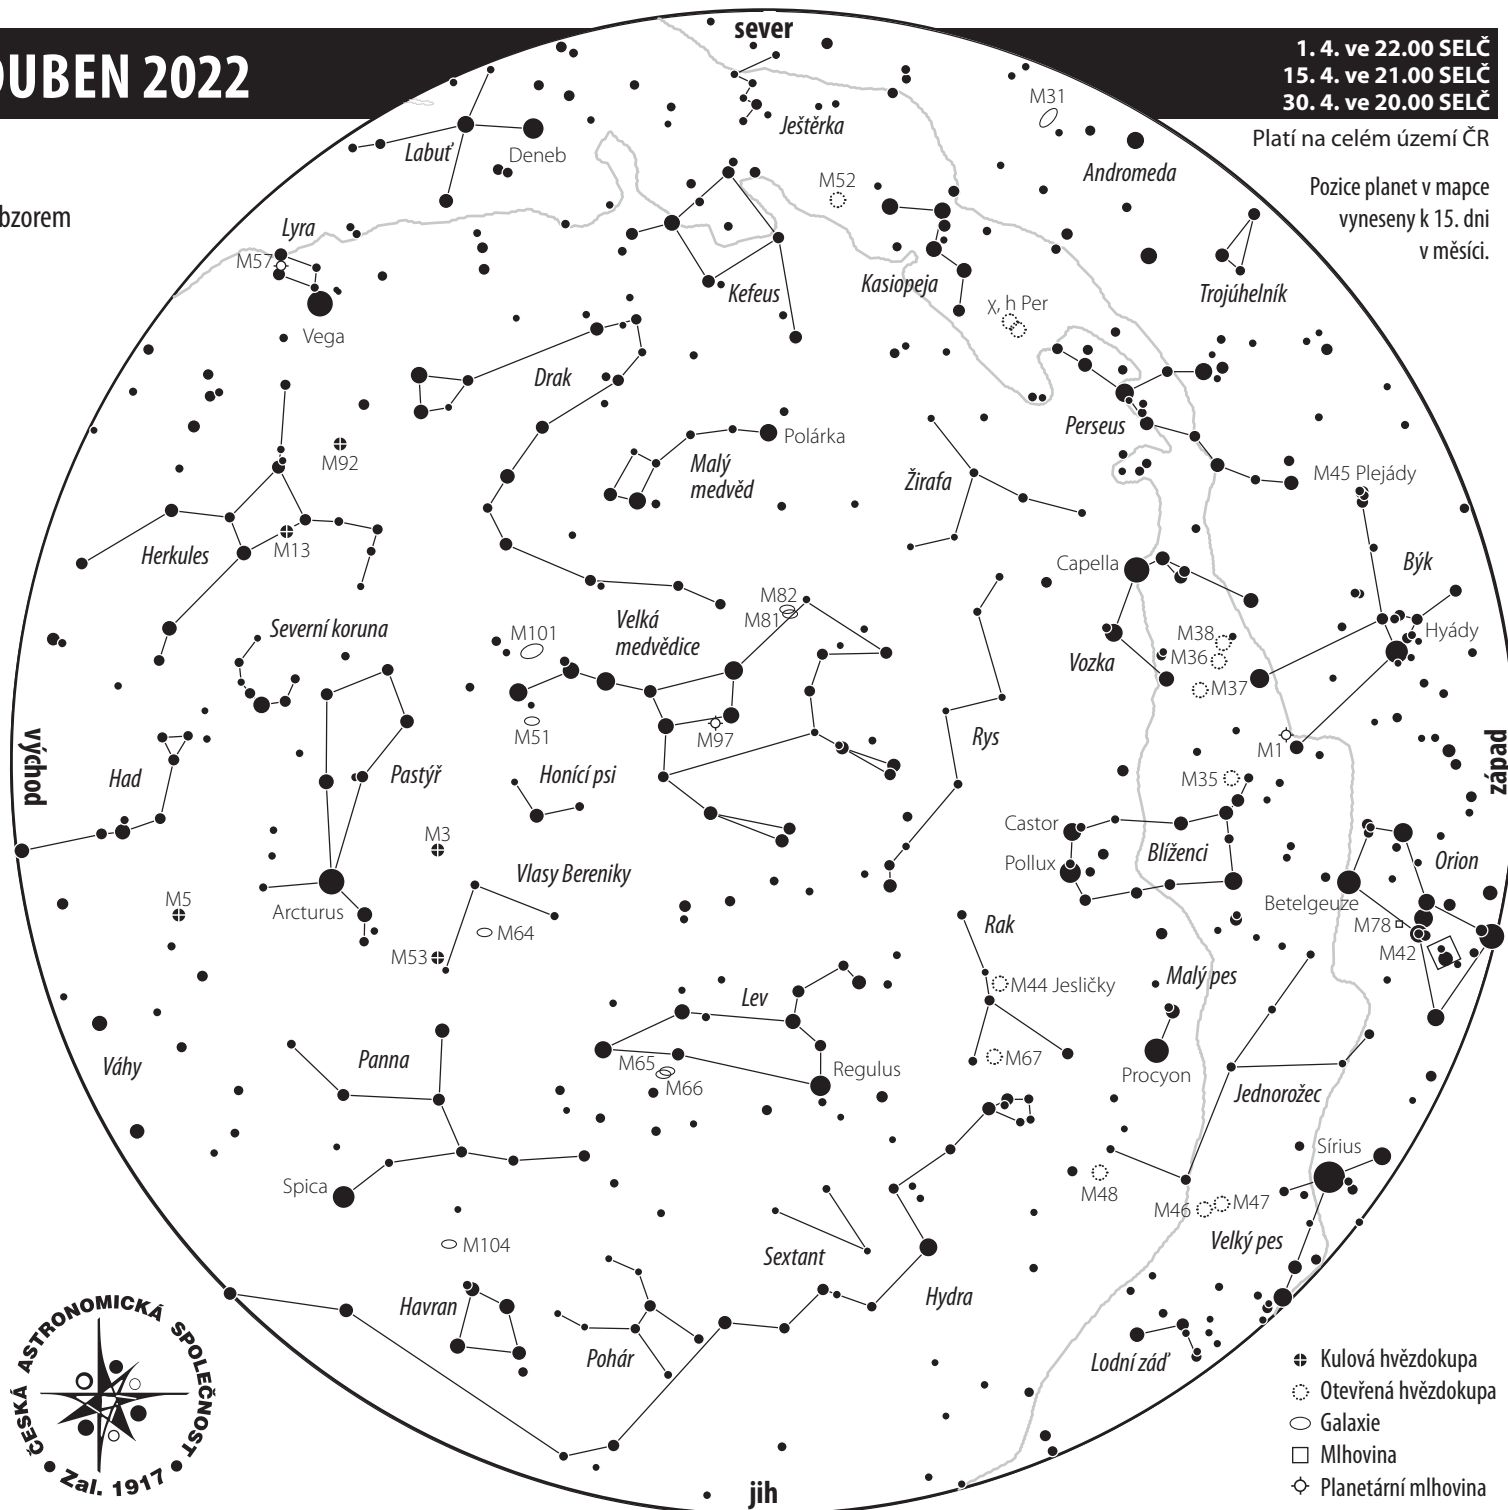 DUBEN 2022
1. 4. ve 22.00 SELČ
15. 4. ve 21.00 SELČ
30. 4. ve 20.00 SELČ
Platí na celém území ČR
Pozice planet v mapce
vyneseny k 15. dni
v měsíci.
bzorem
sever
M31
Ještěrka
Labuť
Deneb
Andromeda
M52
Lyra
M57
Kefeus
Kasiopeja
Trojúhelník
χ, h Per
Vega
Drak
Perseus
Polárka
M92
Malý
medvěd
Žirafa
M45 Plejády
Herkules
M13
Capella
Býk
M82
M81
Velká
medvědice
Severní koruna
M101
M38
M36
Hyády
Vozka
M37
M51
M97
Rys
M1
východ
západ
Had
Pastýř
Honící psi
M35
M3
Castor
Pollux
Blíženci
Orion
Vlasy Bereniky
M5
Arcturus
Betelgeuze
M64
Rak
M78
M53
M42
M44 Jesličky
Malý pes
Lev
Váhy
Panna
M65
M66
Regulus
M67
Procyon
Jednorožec
Sírius
Spica
M48
M46
M47
M104
Sextant
Velký pes
Havran
Hydra
Pohár
Lodní záď
jih
ČESKÁ ASTRONOMICKÁ SPOLEČNOST
Zal. 1917
Kulová hvězdokupa
Otevřená hvězdokupa
Galaxie
Mlhovina
Planetární mlhovina